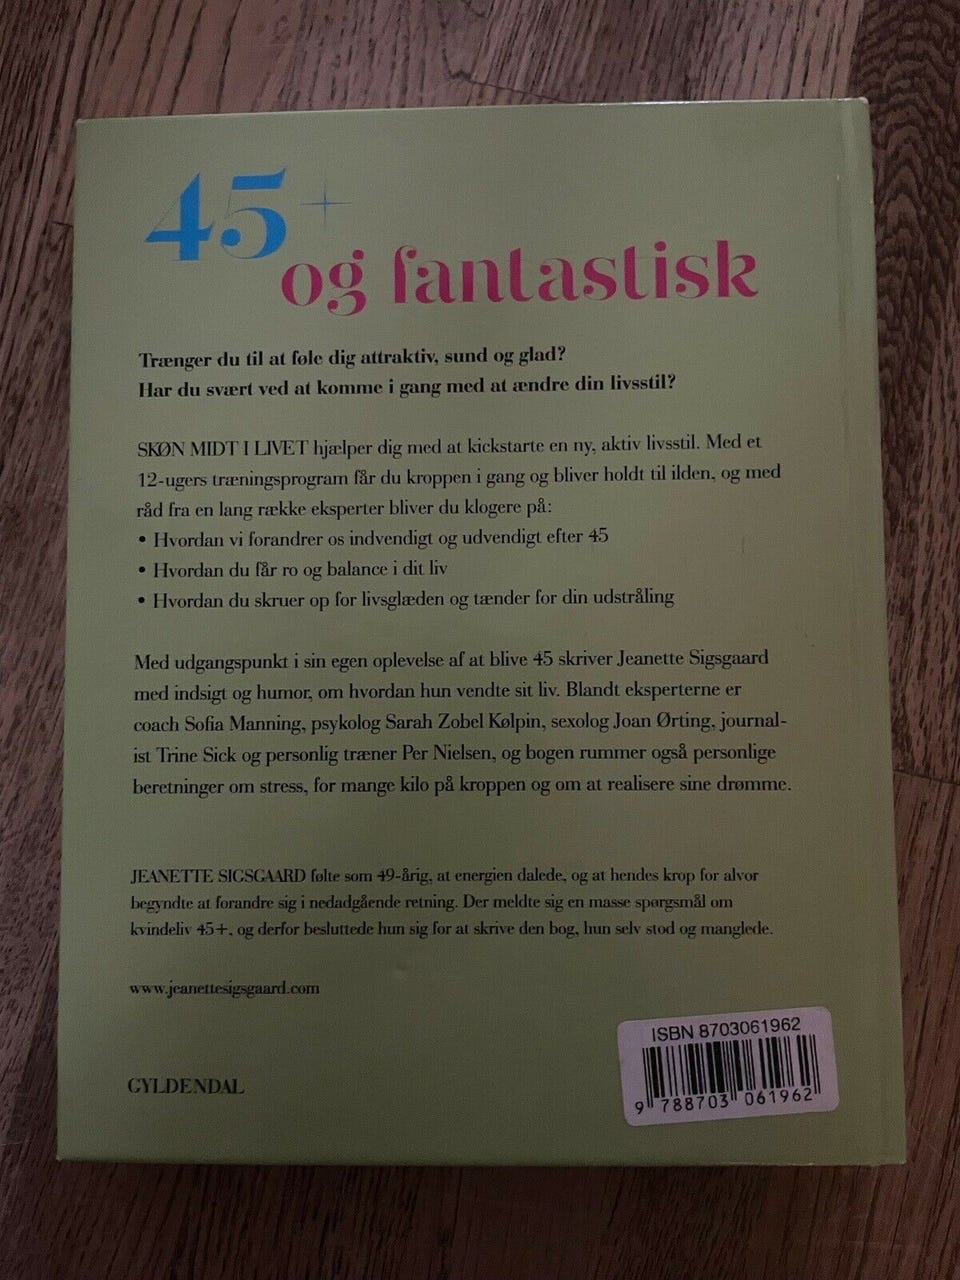 45+
og fantastisk
Trænger du til at føle dig attraktiv, sund og glad?
Har du svært ved at komme i gang med at ændre din livsstil?
SKØN MIDT I LIVET hjælper dig med at kickstarte en ny, aktiv livsstil. Med et
12-ugers træningsprogram får du kroppen i gang og bliver holdt til ilden, og med
råd fra en lang række eksperter bliver du klogere på:
• Hvordan vi forandrer os indvendigt og udvendigt efter 45
• Hvordan du får ro og balance i dit liv
• Hvordan du skruer op for livsglæden og tænder for din udstråling
Med udgangspunkt i sin egen oplevelse af at blive 45 skriver Jeanette Sigsgaard
med indsigt og humor, om hvordan hun vendte sit liv. Blandt eksperterne er
coach Sofia Manning, psykolog Sarah Zobel Kølpin, sexolog Joan Ørting, journal-
ist Trine Sick og personlig træner Per Nielsen, og bogen rummer også personlige
beretninger om stress, for mange kilo på kroppen og om at realisere sine drømme.
JEANETTE SIGSGAARD følte som 49-årig, at energien dalede, og at hendes krop for alvor
begyndte at forandre sig i nedadgående retning. Der meldte sig en masse spørgsmål om
kvindeliv 45+, og derfor besluttede hun sig for at skrive den bog, hun selv stod og manglede.
www.jeanettesigsgaard.com
GYLDENDAL
ISBN 8703061962
9 788703 061962